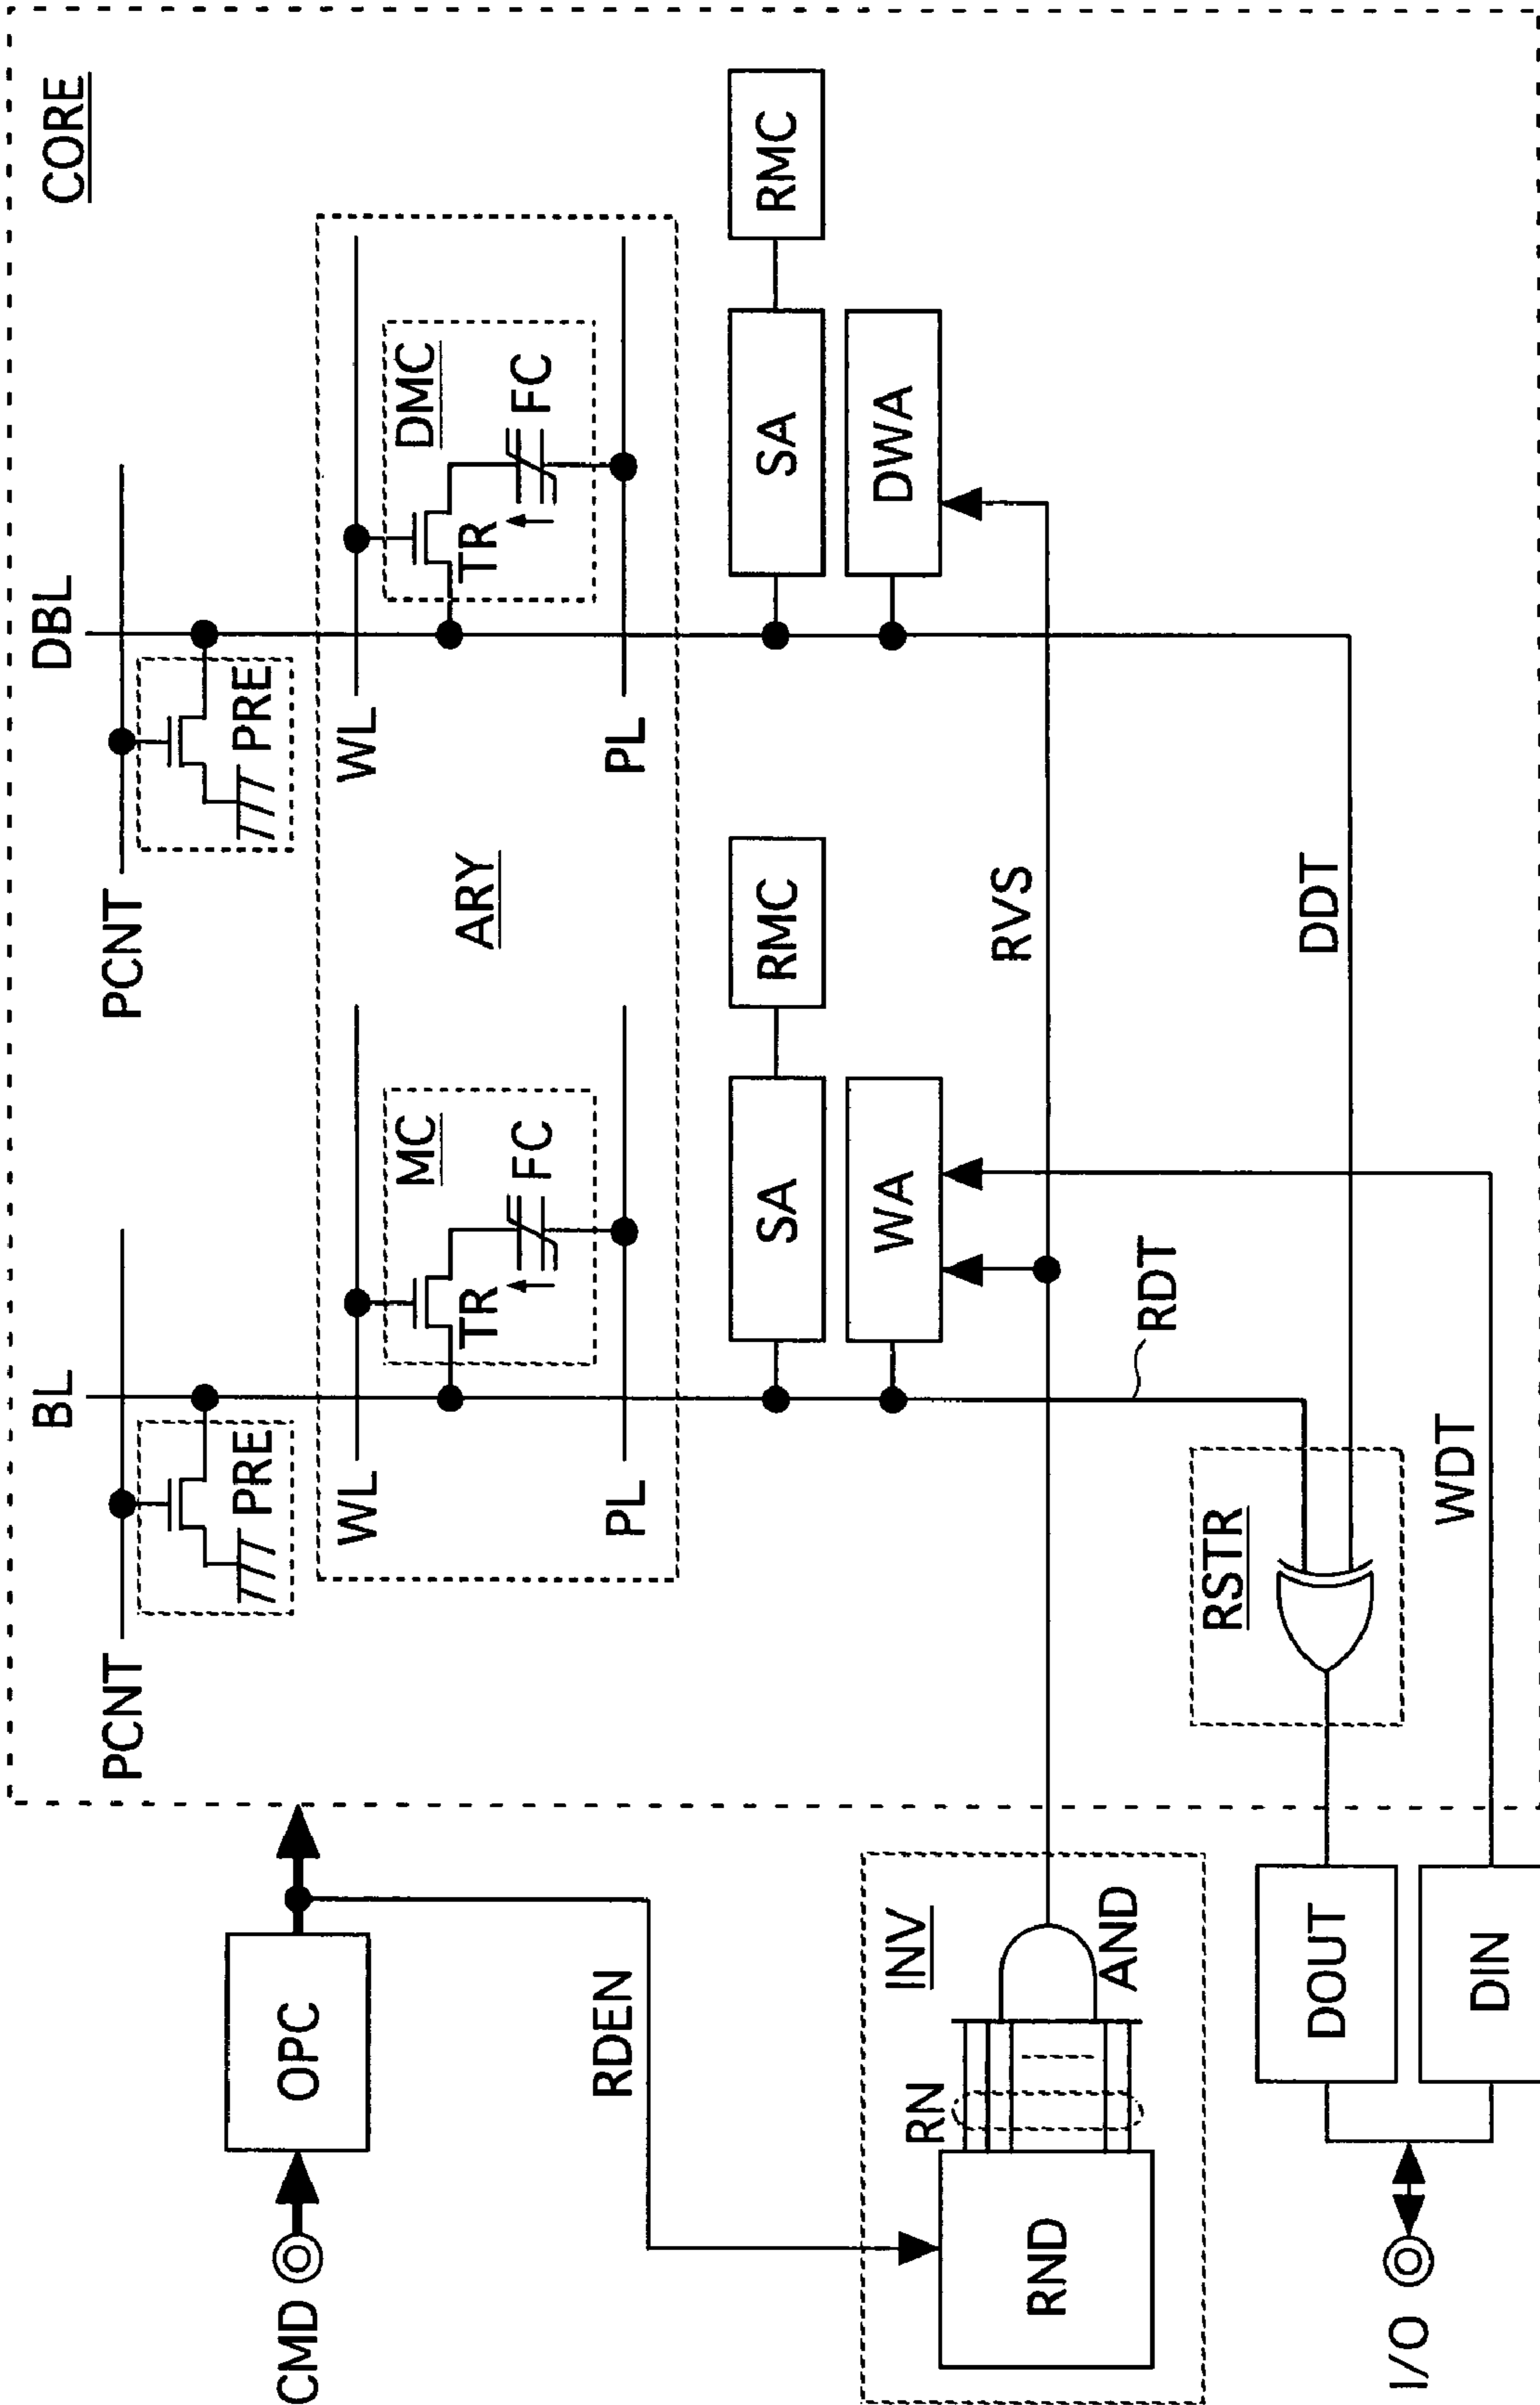 CORE
BL
DBL
PCNT
PRE
PCNT
PRE
WL
MC
TR
FC
PL
ARY
WL
DMC
TR
FC
PL
SA
RMC
SA
RMC
WA
DWA
CMD
OPC
RDEN
INV
RND
RN
AND
RVS
RDT
RSTR
DDT
WDT
I/O
DOUT
DIN